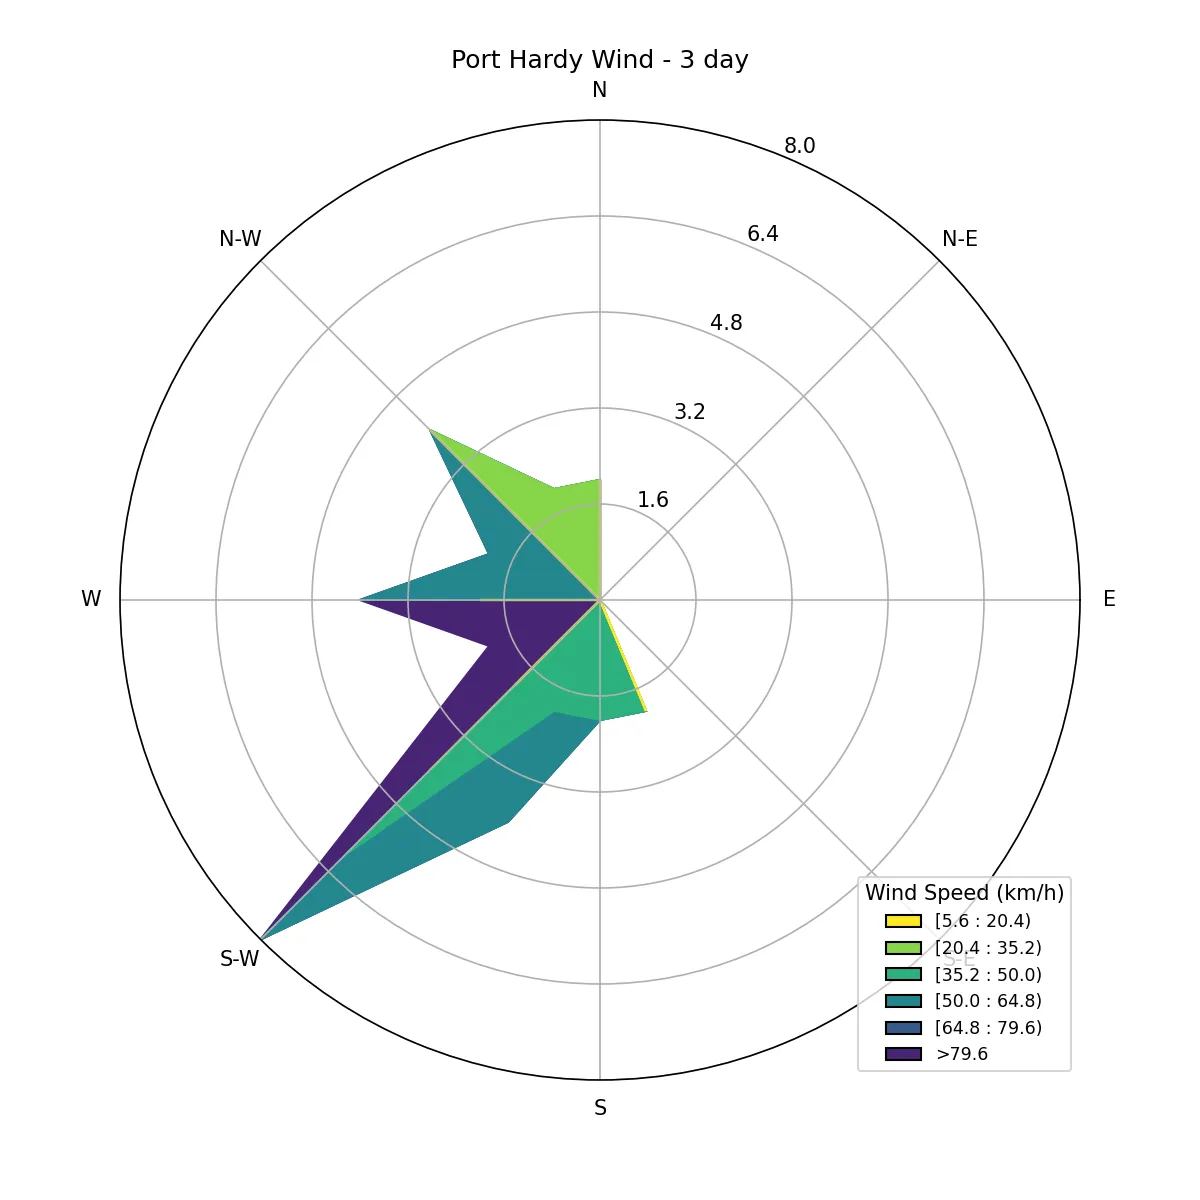 Port Hardy Wind - 3 day
N
8.0
N-W
6.4
N-E
4.8
3.2
1.6
W
E
S-W
S-E
Wind Speed (km/h)
[5.6 : 20.4)
[20.4 : 35.2)
[35.2 : 50.0)
[50.0 : 64.8)
[64.8 : 79.6)
>79.6
S